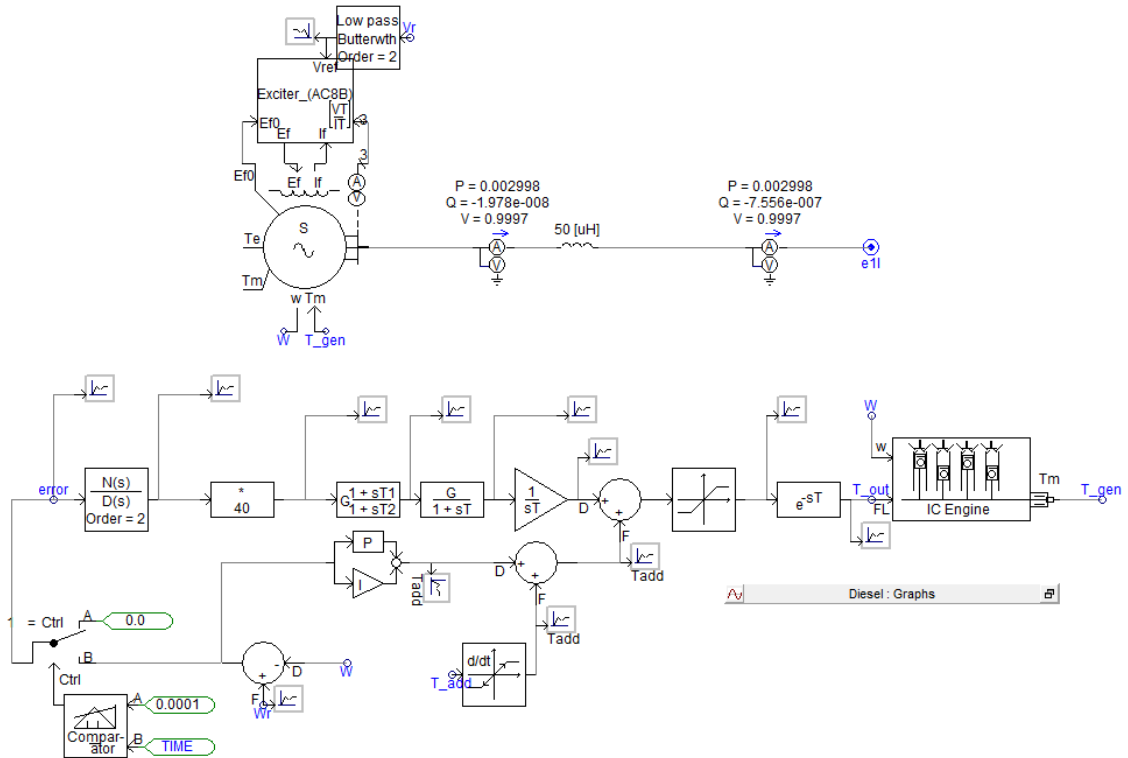 Low pass
Butterwth
Order = 2
Vr
Vref
Exciter_(AC8B)
VT
IT
Ef0
Ef
If
3
3
Ef0
Ef
If
A
V
S
Te
Tm
w
Tm
W
T_gen
P = 0.002998
Q = -1.978e-008
V = 0.9997
A
V
50 [uH]
P = 0.002998
Q = -7.556e-007
V = 0.9997
A
V
e1l
error
N(s)
D(s)
Order = 2
*
40
G
1 + sT1
1 + sT2
G
1 + sT
1
sT
D
+
+
F
e-sT
T_out
FL
W
w
IC Engine
Tm
T_gen
P
I
Tadd
D
+
+
F
Tadd
Tadd
d/dt
T_add
Diesel : Graphs
1 = Ctrl
A
0.0
B
Ctrl
-
+
D
F
W
Wr
Compar-
ator
A
0.0001
B
TIME